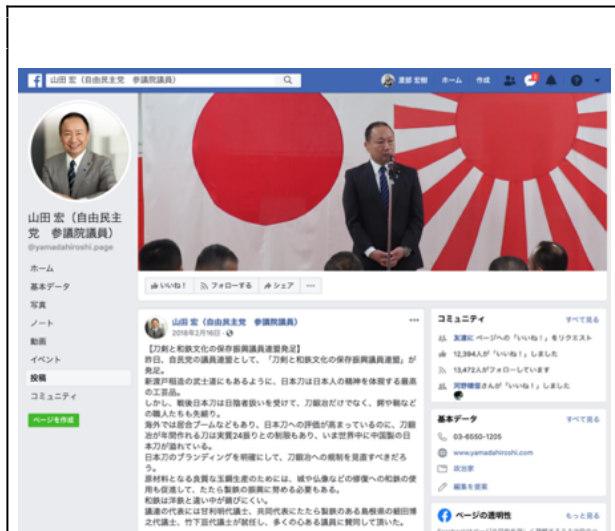 山田 宏（自由民主党　参議院議員）
渡部 宏樹
ホーム
作成
山田 宏（自由民主
党　参議院議員）
@yamadahiroshi.page
ホーム
基本データ
写真
ノート
動画
イベント
投稿
コミュニティ
ページを作成
いいね！
フォローする
シェア
山田 宏（自由民主党　参議院議員）
2018年2月16日
【刀剣と和鉄文化の保存振興議員連盟発足】
昨日、自民党の議員連盟として、「刀剣と和鉄文化の保存振興議員連盟」が
発足。
新渡戸稲造の武士道にもあるように、日本刀は日本人の精神を体現する最高
の工芸品。
しかし、戦後日本刀は日陰者扱いを受けて、刀鍛冶だけでなく、鍔や鞘など
の職人たちも先細り。
海外では居合ブームなどもあり、日本刀への評価が高まっているのに、刀鍛
冶が年間作れる刀は実質24振りとの制限もあり、いま世界中に中国製の日
本刀が溢れている。
日本刀のブランディングを明確にして、刀鍛冶への規制を見直すべきだろ
う。
原材料となる良質な玉鋼生産のためには、城や仏像などの修復への和鉄の使
用も促進して、たたら製鉄の振興に努める必要もある。
和鉄は洋鉄と違い中が錆びにくい。
議連の代表には甘利明代議士、共同代表にたたら製鉄のある島根県の細田博
之代議士、竹下亘代議士が就任し、多くの心ある議員に賛同して頂いた。
コミュニティ
すべて見る
友達に ページへの「いいね！」をリクエスト
12,394人が「いいね！」しました
13,472人がフォローしています
さんが「いいね！」しました
基本データ
すべて見る
03-6550-1205
www.yamadahiroshi.com
政治家
編集を提案
ページの透明性
もっと見る